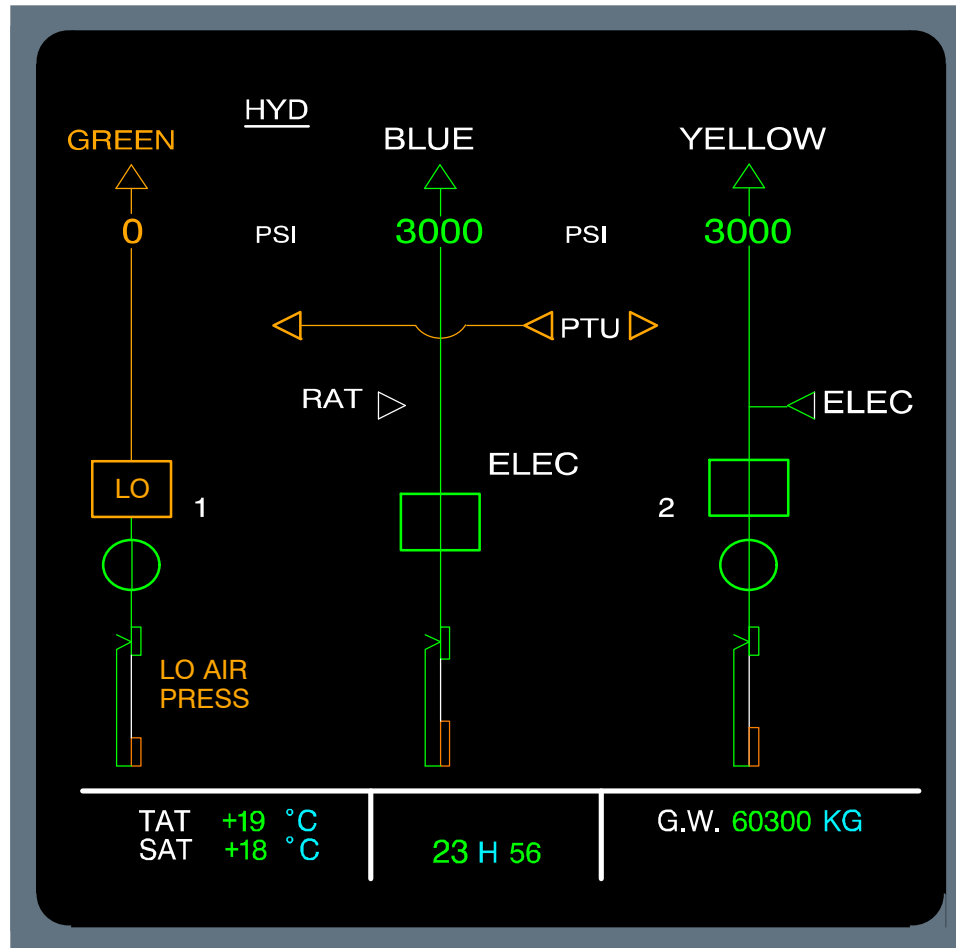 HYD
GREEN BLUE YELLOW
0 PSI 3000 PSI 3000
PTU
RAT ELEC
ELEC
LO 1 2
LO AIR
PRESS
TAT +19 °C G.W. 60300 KG
SAT +18 °C 23 H 56